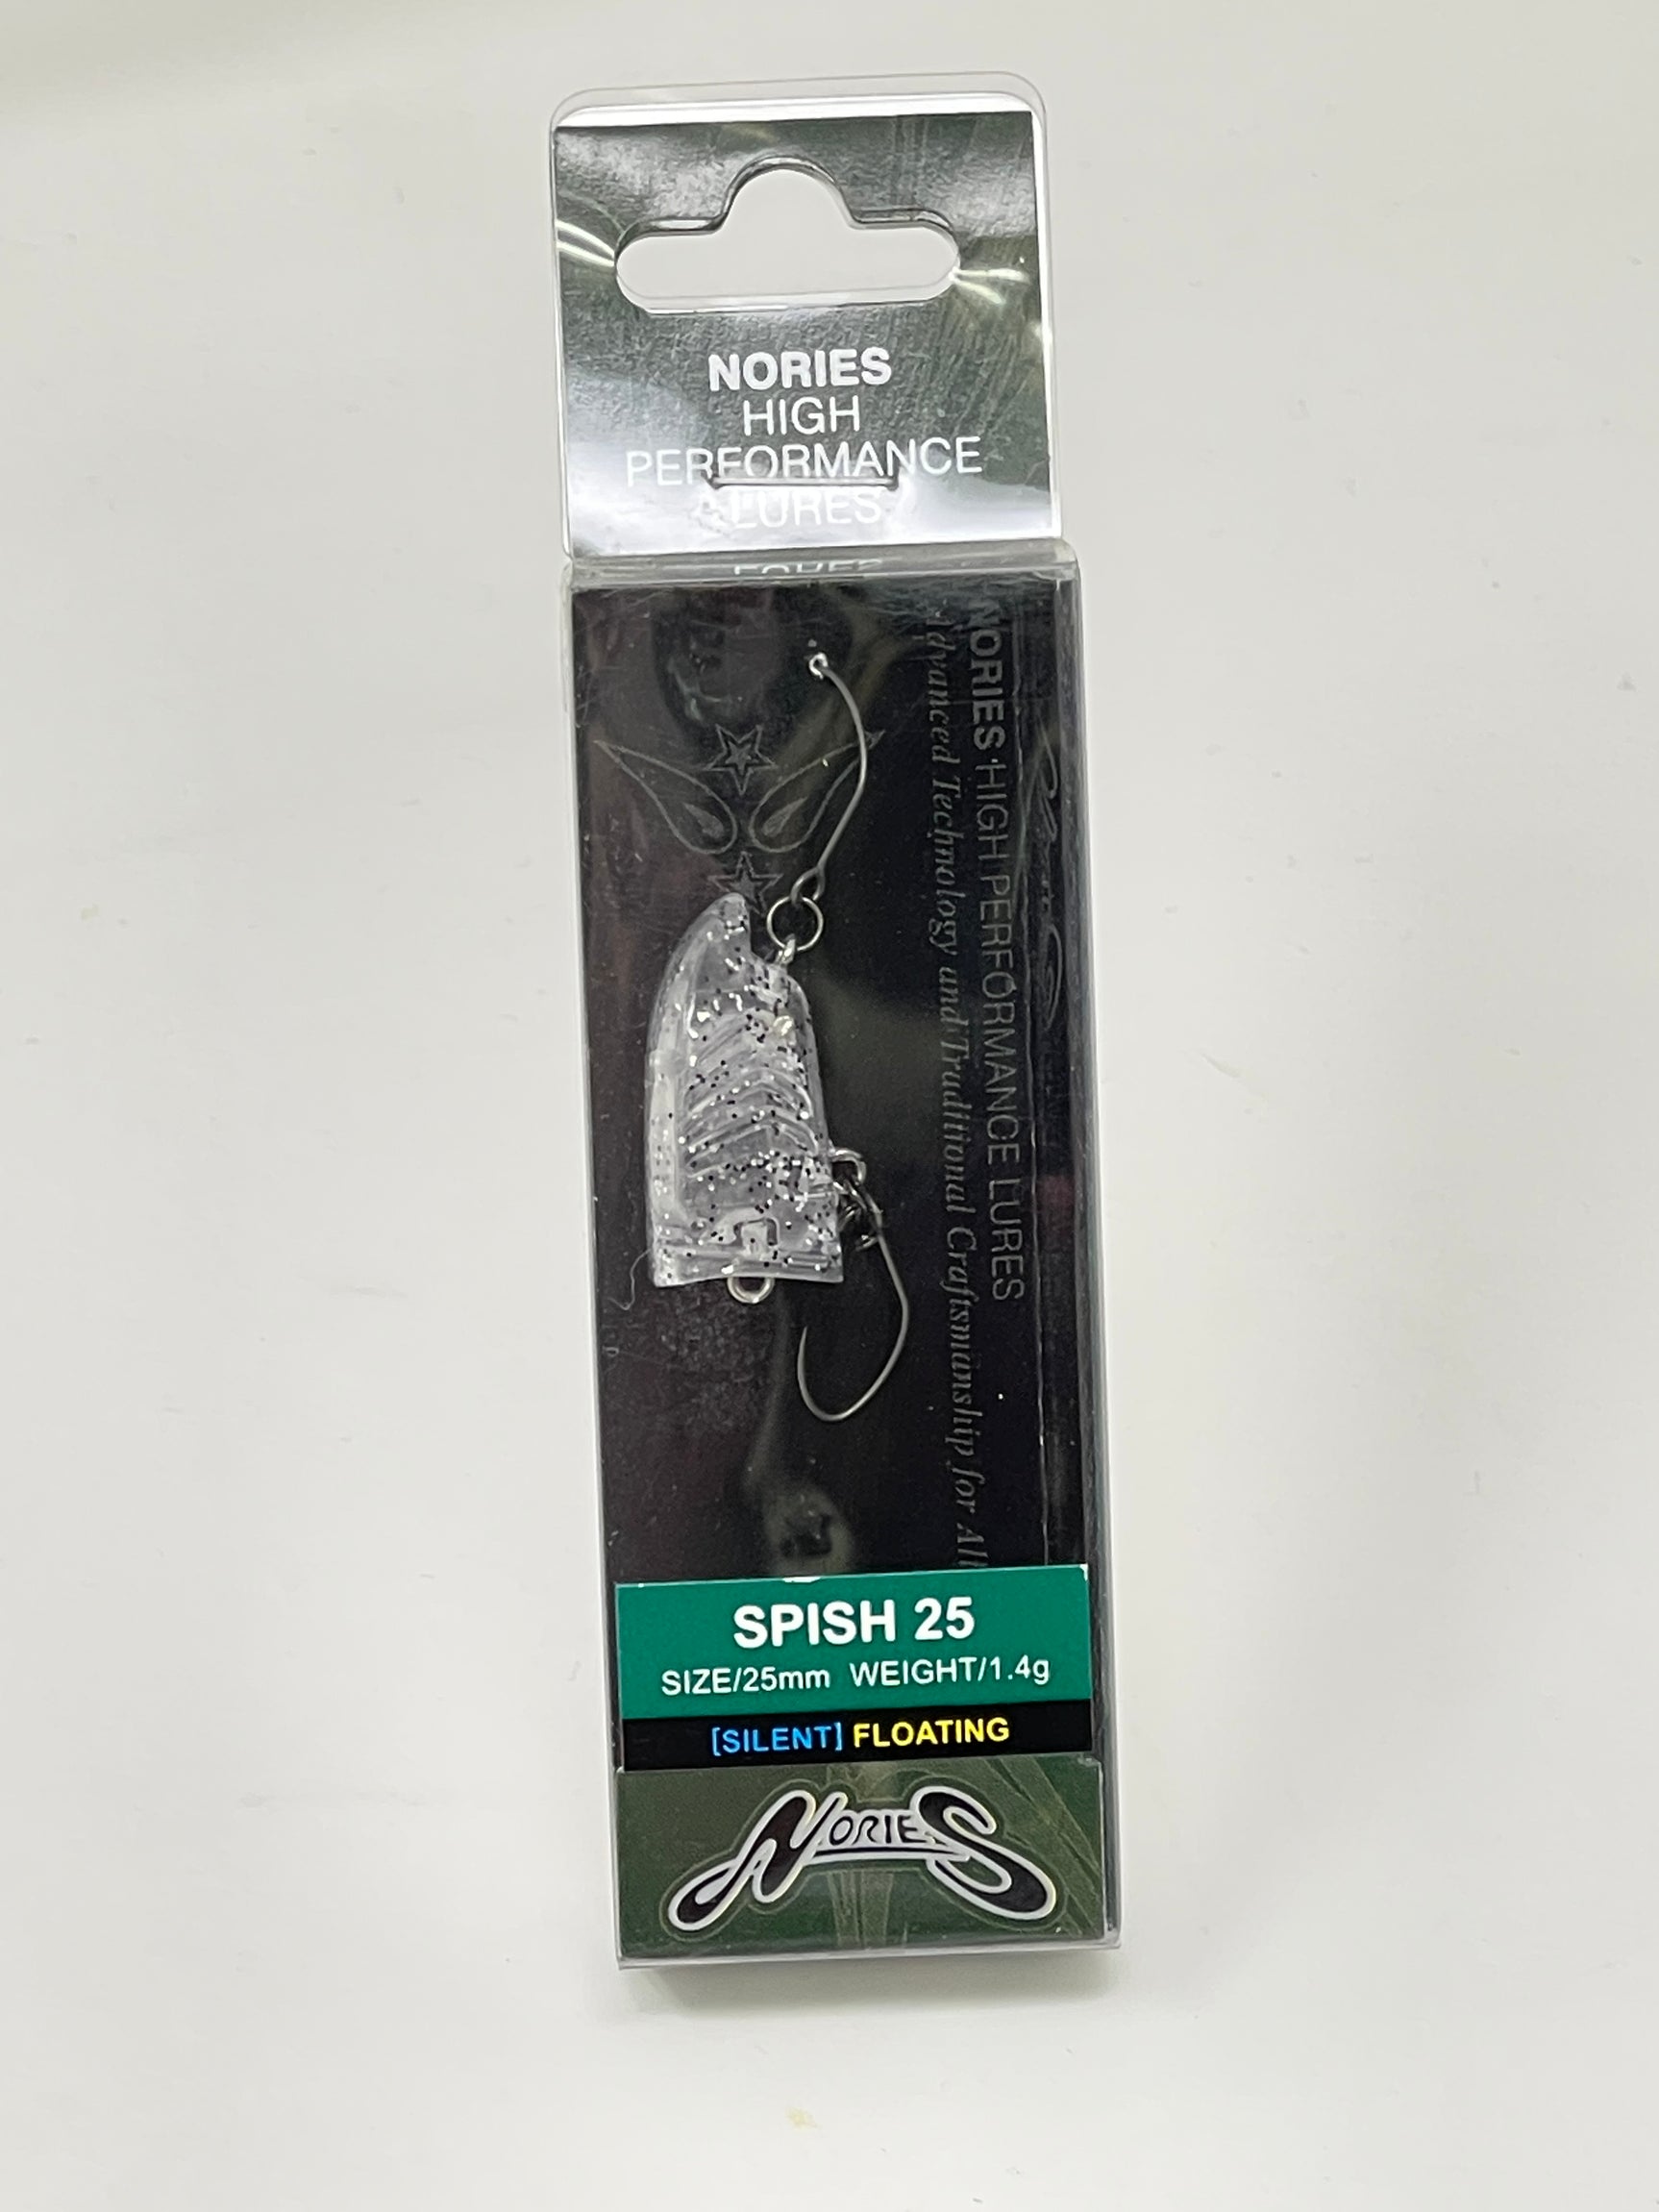 NORIES
HIGH
PERFORMANCE
LURES
NORIES HIGH PERFORMANCE LURES
Advanced Technology and Traditional Craftsmanship for All
SPISH 25
SIZE/25mm WEIGHT/1.4g
[SILENT] FLOATING
NORIES